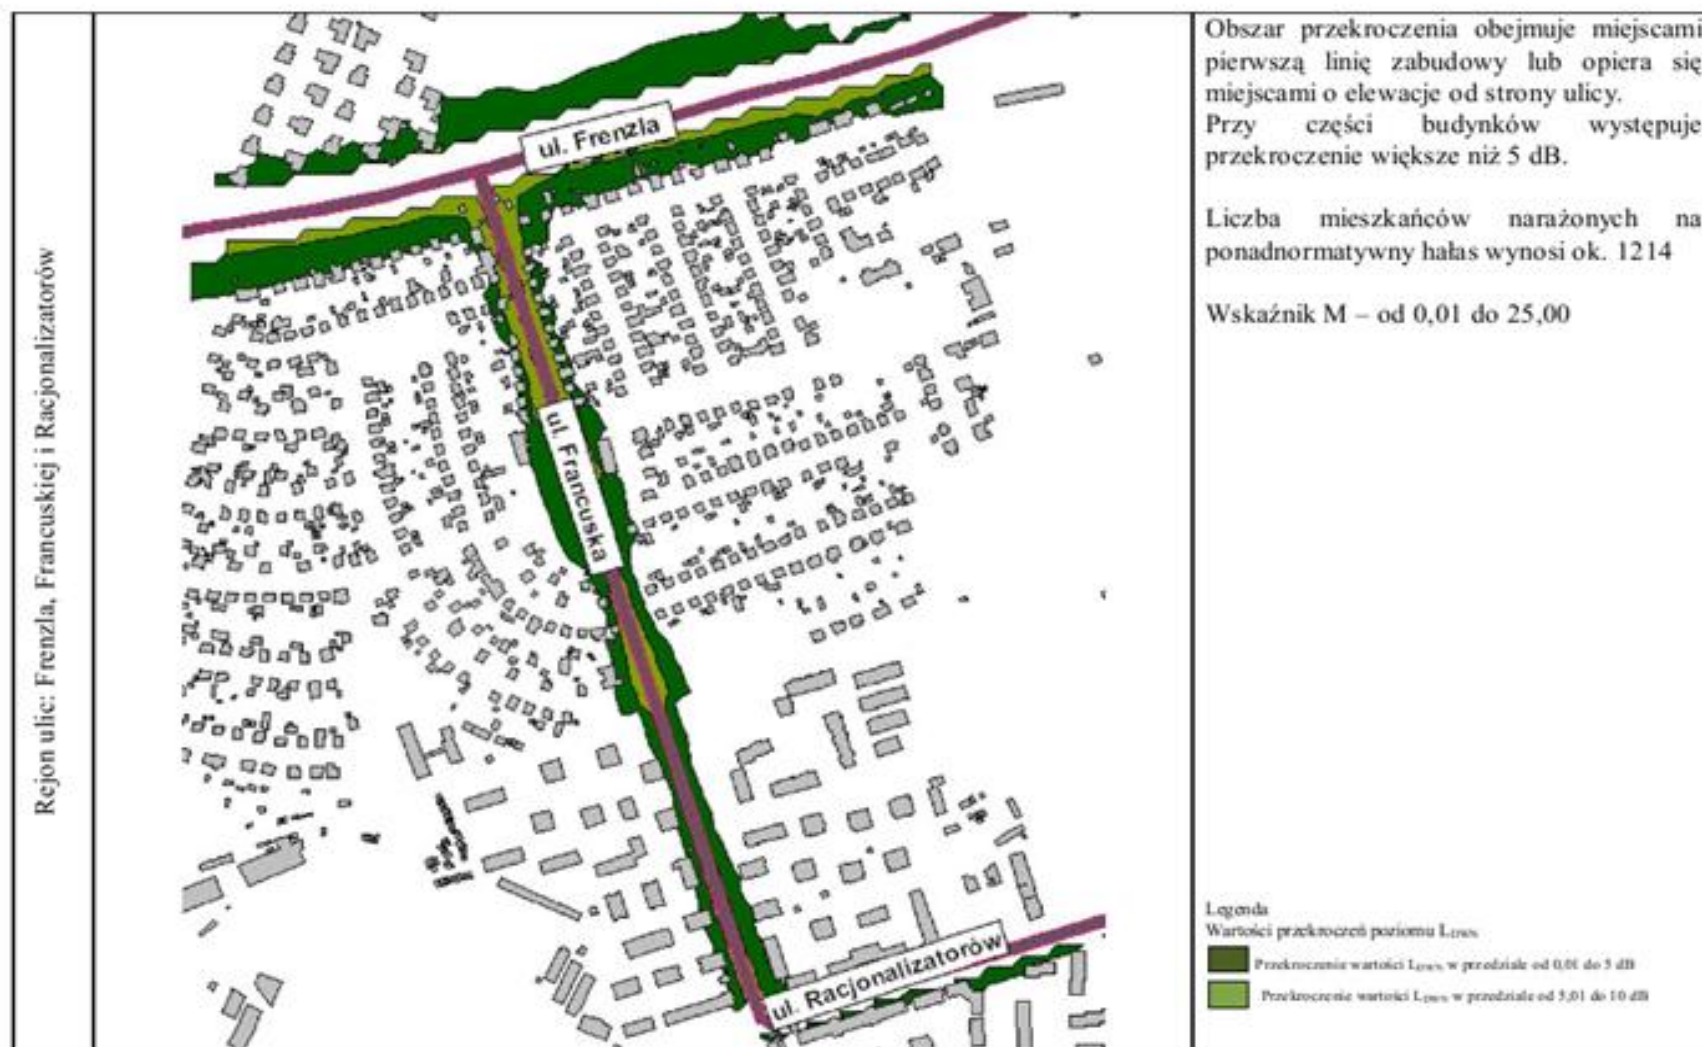 Rejon ulic: Frenzla, Francuskiej i Racjonalizatorów
ul. Frenzla
ul. Francuska
ul. Racjonalizatorów
Obszar przekroczenia obejmuje miejscami
pierwszą linię zabudowy lub opiera się
miejscami o elewacje od strony ulicy.
Przy części budynków występuje
przekroczenie większe niż 5 dB.
Liczba mieszkańców narażonych na
ponadnormatywny hałas wynosi ok. 1214
Wskaźnik M – od 0,01 do 25,00
Legenda
Wartości przekroczeń poziomu LDWN
Przekroczenie wartości LDWN w przedziale od 0,01 do 5 dB
Przekroczenie wartości LDWN w przedziale od 5,01 do 10 dB